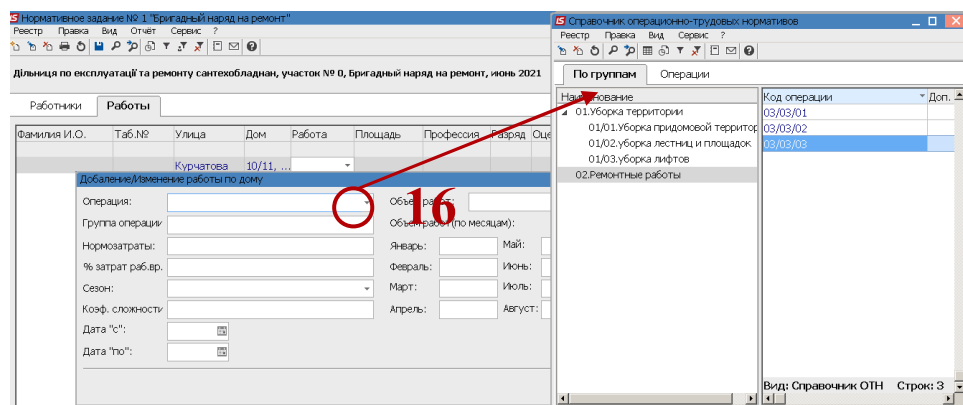 Нормативное задание № 1 "Бригадный наряд на ремонт"
Реестр Правка Вид Отчёт Сервис ?
Дільниця по експлуатації та ремонту сантехобладнан, участок № 0, Бригадный наряд на ремонт, июнь 2021
Работники Работы
Фамилия И.О. Таб.№ Улица Дом Работа Площадь Профессия Разряд Оце
Курчатова 10/11, ...
Добаление/Изменение работы по дому
Операция: Объем работ:
Группа операции Объем работ (по месяцам):
Нормозатраты: Январь: Май:
% затрат раб.вр. Февраль: Июнь:
Сезон: Март: Июль:
Коэф. сложности Апрель: Август:
Дата "с":
Дата "по":
16
Справочник операционно-трудовых нормативов
Реестр Правка Вид Сервис ?
По группам Операции
Наименование Код операции Доп.
01.Уборка территории 03/03/01
01/01.Уборка придомовой территор 03/03/02
01/02.уборка лестниц и площадок 03/03/03
01/03.уборка лифтов
02.Ремонтные работы
Вид: Справочник ОТН Строк: 3